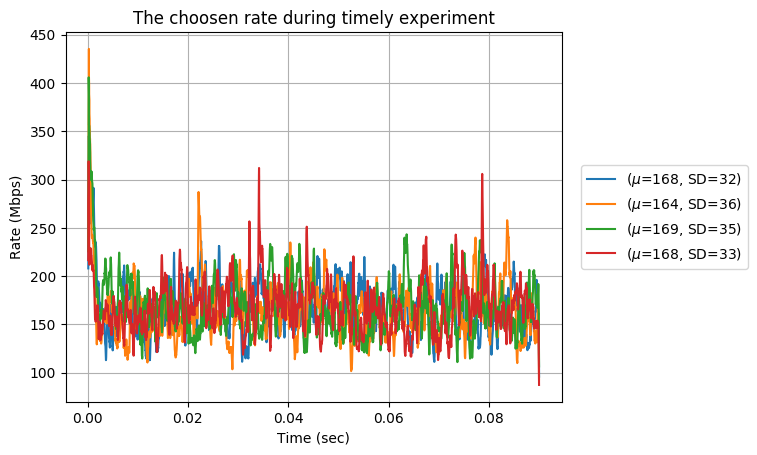 The choosen rate during timely experiment
450
400
350
300
250
200
150
100
Rate (Mbps)
0.00 0.02 0.04 0.06 0.08
Time (sec)
(μ=168, SD=32)
(μ=164, SD=36)
(μ=169, SD=35)
(μ=168, SD=33)